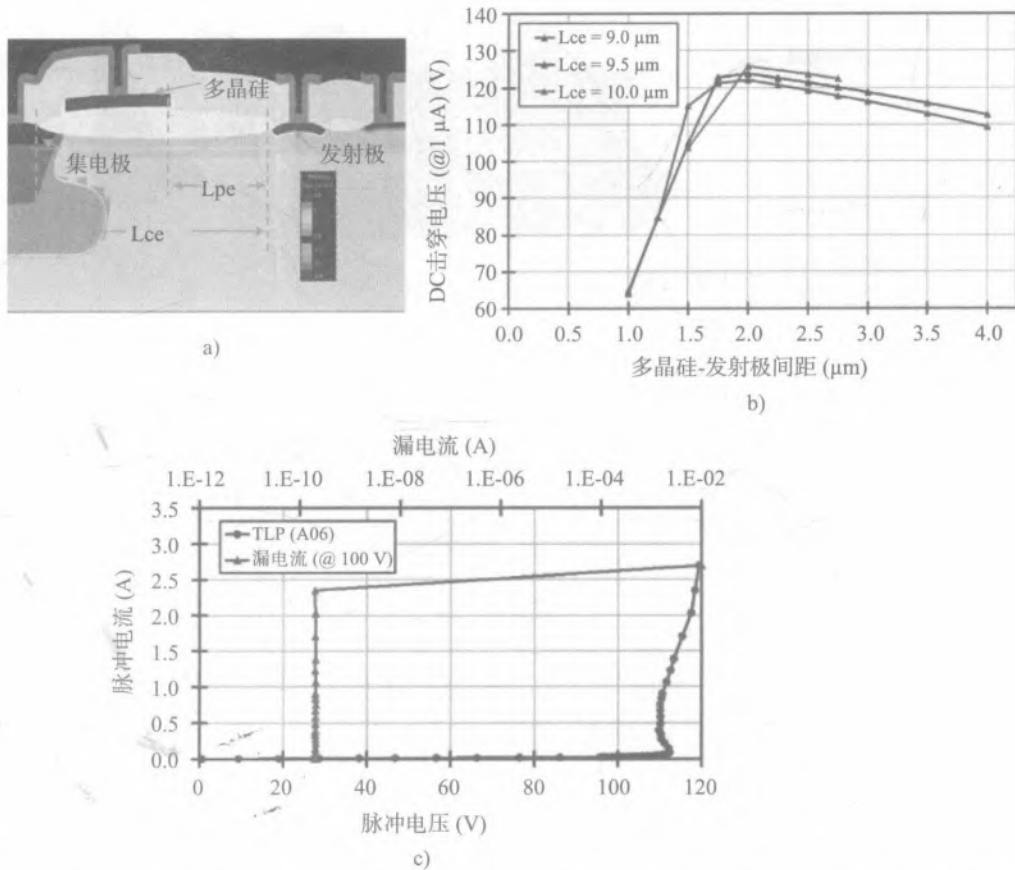 多晶硅
集电极
发射极
Lpe
Lce
a)
DC击穿电压 (@1 μA) (V)
140
130
120
110
100
90
80
70
60
Lce = 9.0 μm
Lce = 9.5 μm
Lce = 10.0 μm
0.0 0.5 1.0 1.5 2.0 2.5 3.0 3.5 4.0
多晶硅-发射极间距 (μm)
b)
漏电流 (A)
1.E-12 1.E-10 1.E-08 1.E-06 1.E-04 1.E-02
脉冲电流 (A)
3.5
3.0
2.5
2.0
1.5
1.0
0.5
0.0
TLP (A06)
漏电流 (@ 100 V)
0 20 40 60 80 100 120
脉冲电压 (V)
c)